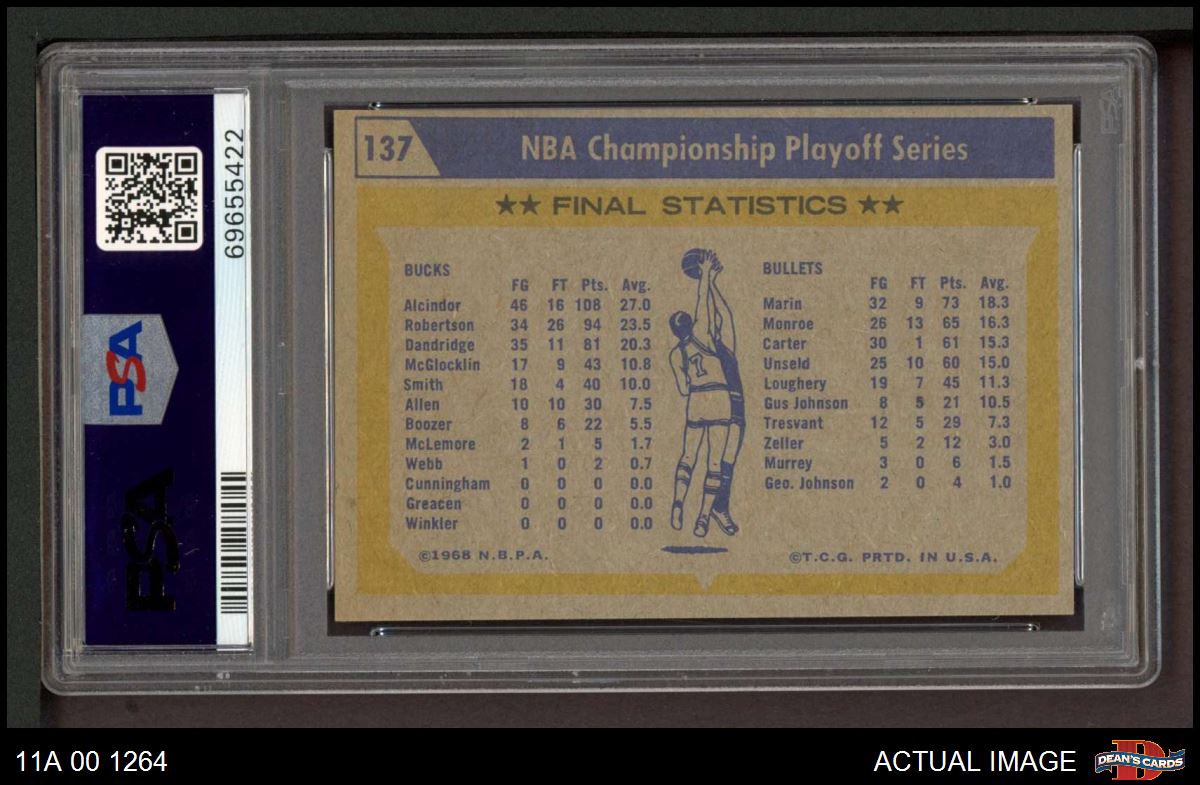 69655422
PSA
PSA
137 NBA Championship Playoff Series
★★ FINAL STATISTICS ★★
BUCKS
FG FT Pts. Avg.
Alcindor 46 16 108 27.0
Robertson 34 26 94 23.5
Dandridge 35 11 81 20.3
McGlocklin 17 9 43 10.8
Smith 18 4 40 10.0
Allen 10 10 30 7.5
Boozer 8 6 22 5.5
McLemore 2 1 5 1.7
Webb 1 0 2 0.7
Cunningham 0 0 0 0.0
Greacen 0 0 0 0.0
Winkler 0 0 0 0.0
1
BULLETS
FG FT Pts. Avg.
Marin 32 9 73 18.3
Monroe 26 13 65 16.3
Carter 30 1 61 15.3
Unseld 25 10 60 15.0
Loughery 19 7 45 11.3
Gus Johnson 8 5 21 10.5
Tresvant 12 5 29 7.3
Zeller 5 2 12 3.0
Murrey 3 0 6 1.5
Geo. Johnson 2 0 4 1.0
©1968 N.B.P.A.
©T.C.G. PRTD. IN U.S.A.
11A 00 1264
ACTUAL IMAGE
D
DEAN'S CARDS